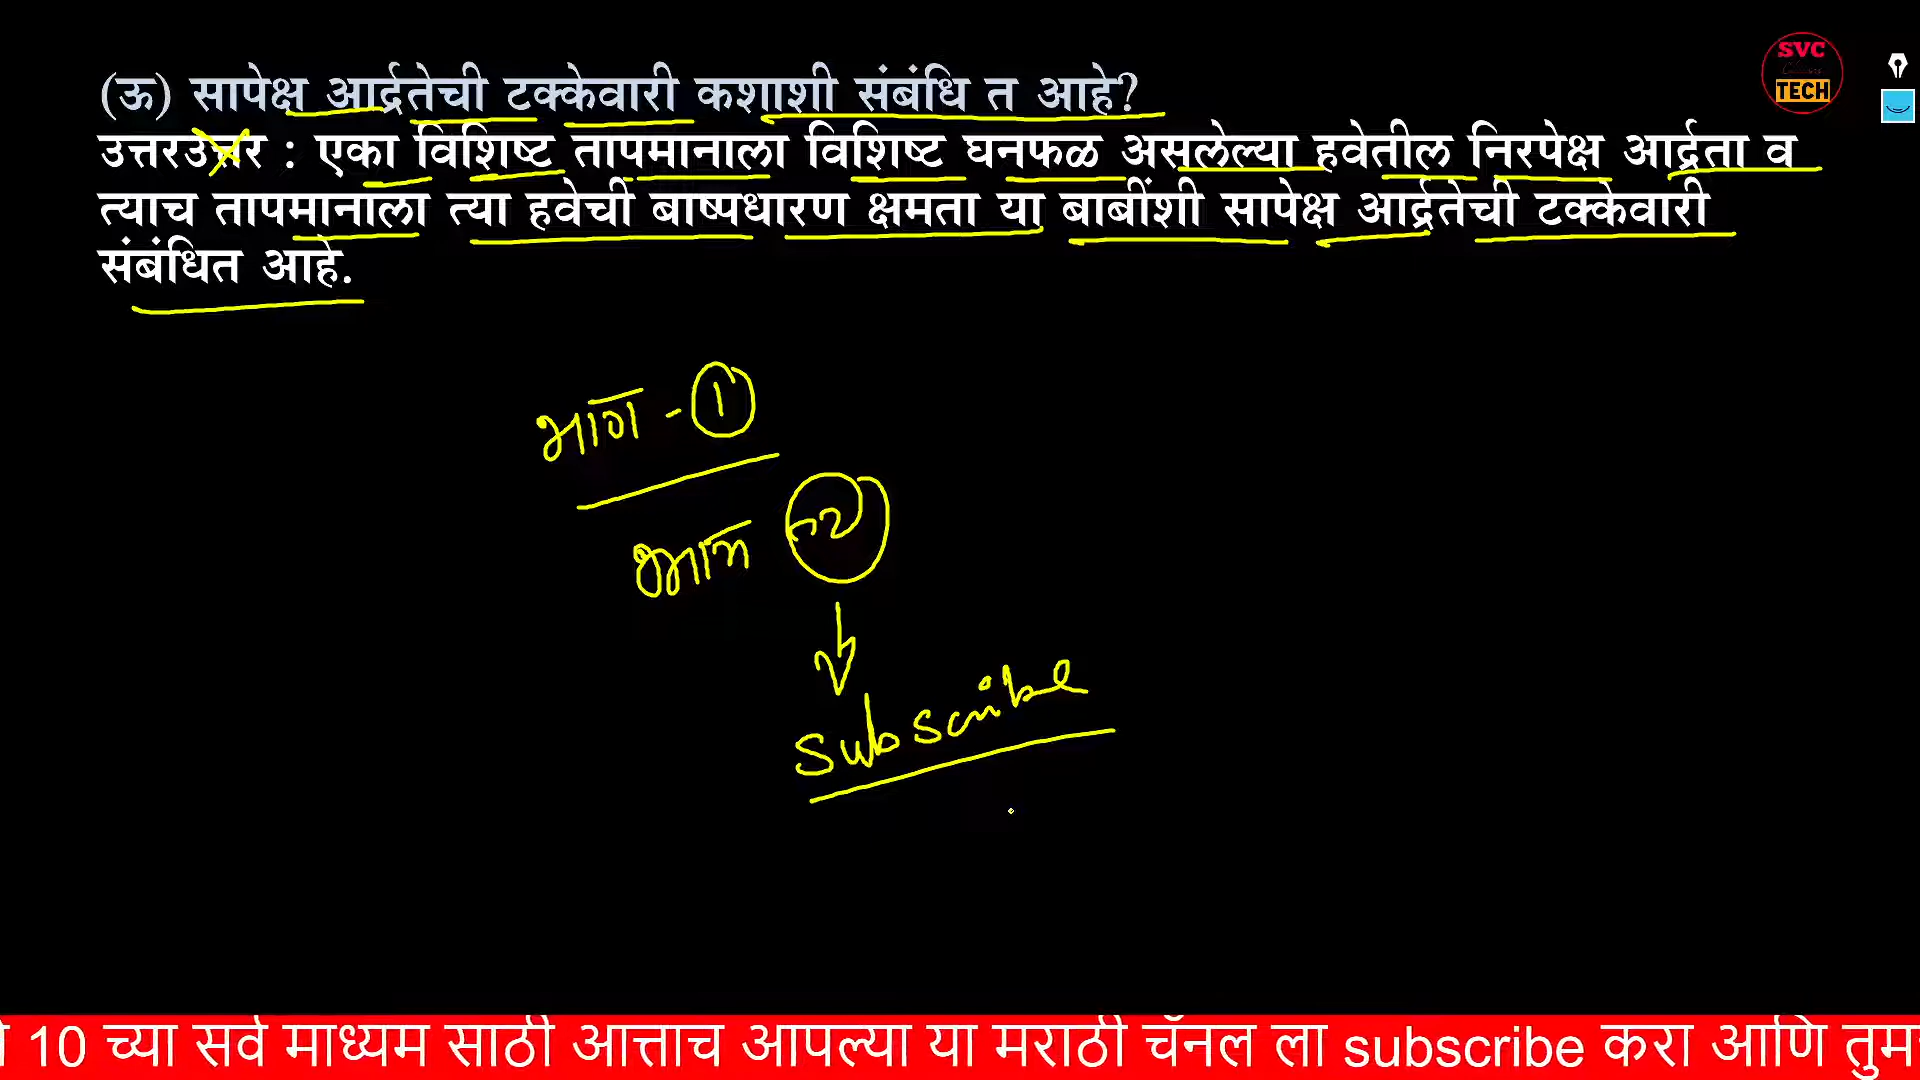 (ऊ) सापेक्ष आर्द्रतेची टक्केवारी कशाशी संबंधि त आहे?
उत्तरउत्तर : एका विशिष्ट तापमानाला विशिष्ट घनफळ असलेल्या हवेतील निरपेक्ष आर्द्रता व
त्याच तापमानाला त्या हवेची बाष्पधारण क्षमता या बाबींशी सापेक्ष आर्द्रतेची टक्केवारी
संबंधित आहे.
SVC
TECH
भाग - 1
भाग - 2
subscribe
10 च्या सर्व माध्यम साठी आत्ताच आपल्या या मराठी चॅनल ला subscribe करा आणि